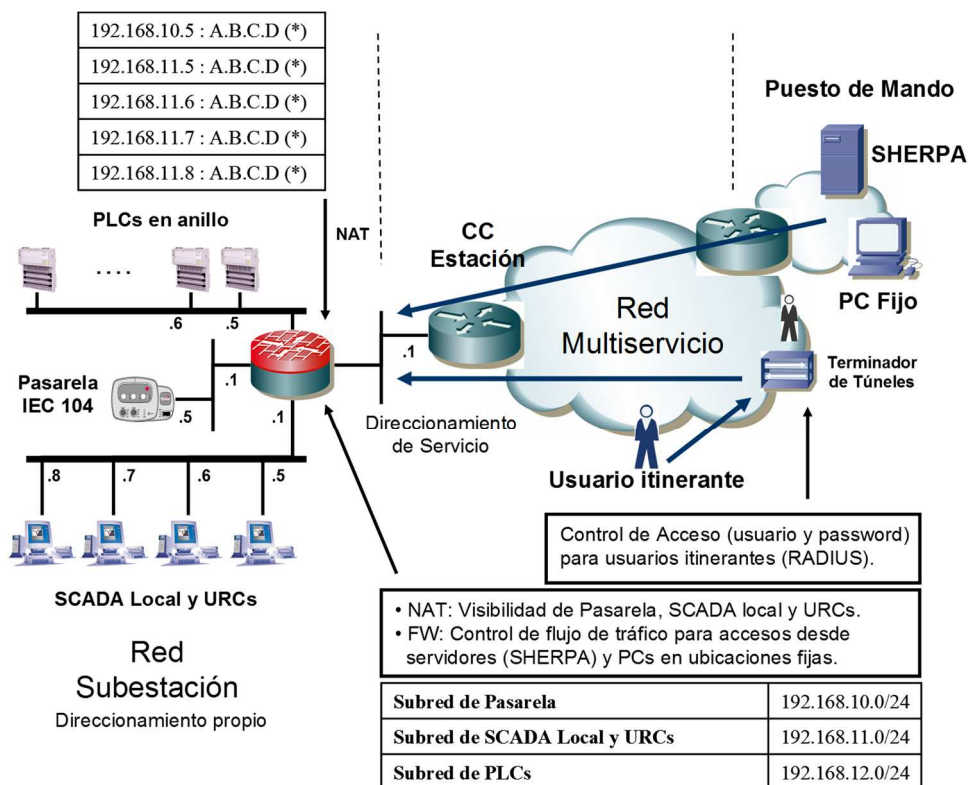 192.168.10.5 : A.B.C.D (*)
192.168.11.5 : A.B.C.D (*)
192.168.11.6 : A.B.C.D (*)
192.168.11.7 : A.B.C.D (*)
192.168.11.8 : A.B.C.D (*)
Puesto de Mando
SHERPA
PLCs en anillo
NAT
CC
Estación
....
PC Fijo
.6
.5
Red
Multiservicio
.1
Pasarela
IEC 104
.1
.5
.1
Terminador
de Túneles
Direccionamiento
de Servicio
.8
.7
.6
.5
Usuario itinerante
Control de Acceso (usuario y password)
para usuarios itinerantes (RADIUS).
SCADA Local y URCs
• NAT: Visibilidad de Pasarela, SCADA local y URCs.
• FW: Control de flujo de tráfico para accesos desde
servidores (SHERPA) y PCs en ubicaciones fijas.
Red
Subestación
Direccionamiento propio
Subred de Pasarela 192.168.10.0/24
Subred de SCADA Local y URCs 192.168.11.0/24
Subred de PLCs 192.168.12.0/24